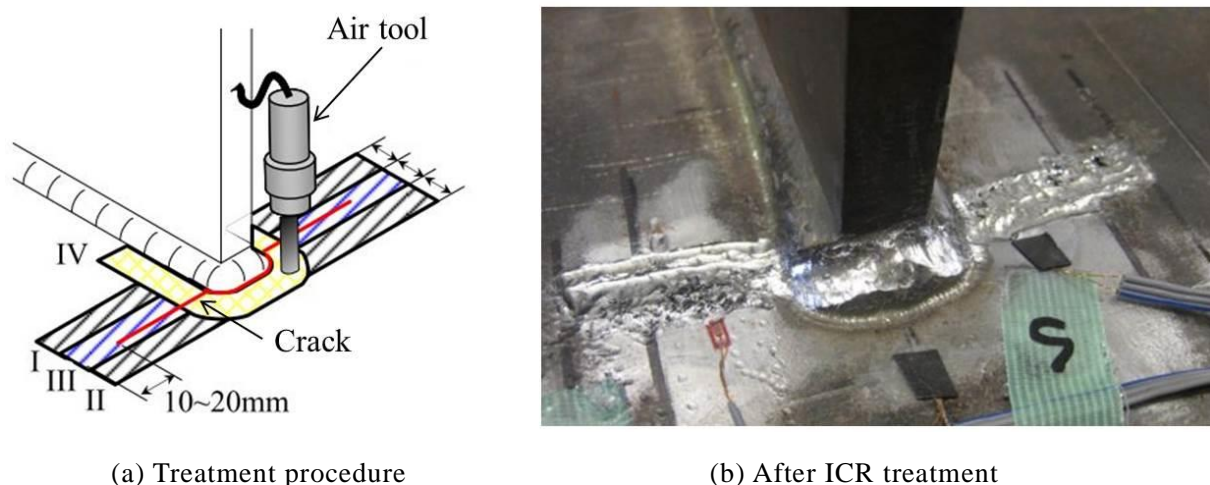 Air tool
IV
Crack
I
III
II
10~20mm
S
(a) Treatment procedure
(b) After ICR treatment